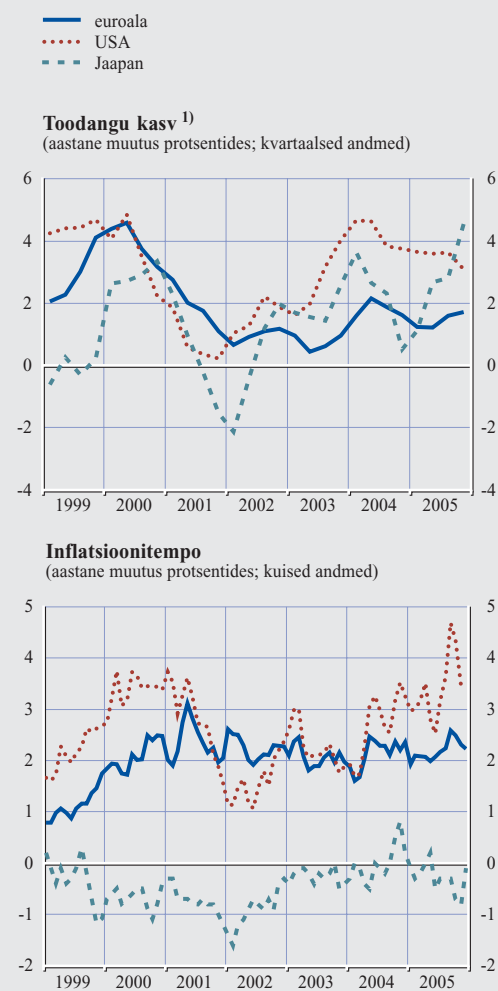 euroala
USA
Jaapan
Toodangu kasv 1)
(aastane muutus protsentides; kvartaalsed andmed)
6 6
4 4
2 2
0 0
-2 -2
-4 -4
1999 2000 2001 2002 2003 2004 2005
Inflatsioonitempo
(aastane muutus protsentides; kuised andmed)
5 5
4 4
3 3
2 2
1 1
0 0
-1 -1
-2 -2
1999 2000 2001 2002 2003 2004 2005